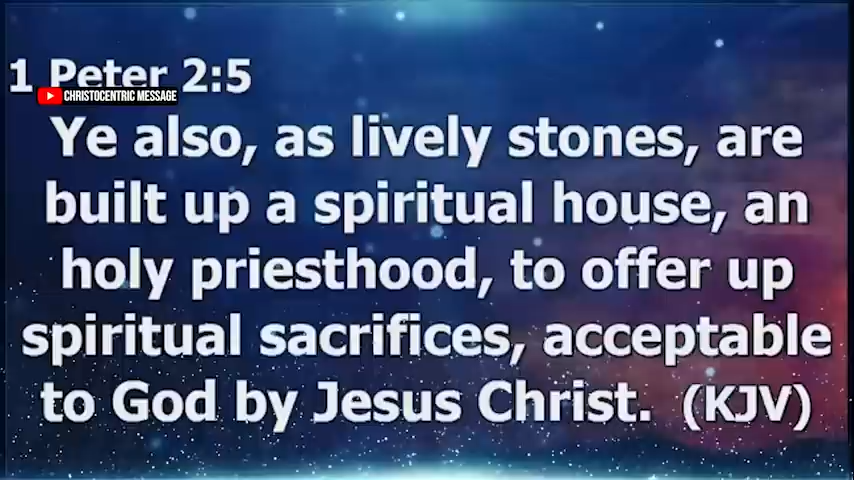 1 Peter 2:5
CHRISTOCENTRIC MESSAGE
Ye also, as lively stones, are
built up a spiritual house, an
holy priesthood, to offer up
spiritual sacrifices, acceptable
to God by Jesus Christ. (KJV)